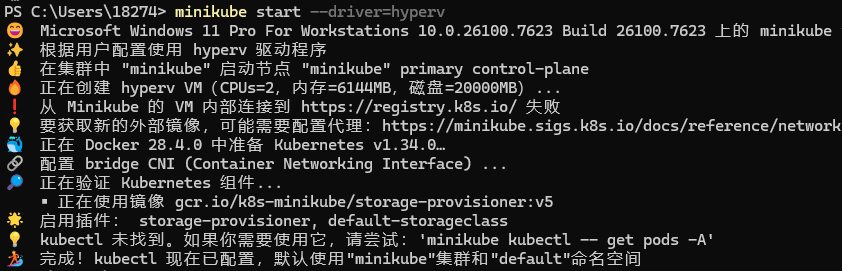 PS C:\Users\18274> minikube start --driver=hyperv
😄 Microsoft Windows 11 Pro For Workstations 10.0.26100.7623 Build 26100.7623 上的 minikube
✨ 根据用户配置使用 hyperv 驱动程序
👍 在集群中 "minikube" 启动节点 "minikube" primary control-plane
🔥 正在创建 hyperv VM (CPUs=2, 内存=6144MB, 磁盘=20000MB) ...
❗ 从 Minikube 的 VM 内部连接到 https://registry.k8s.io/ 失败
💡 要获取新的外部镜像,可能需要配置代理:https://minikube.sigs.k8s.io/docs/reference/network
🐳 正在 Docker 28.4.0 中准备 Kubernetes v1.34.0…
🔗 配置 bridge CNI (Container Networking Interface) ...
🔎 正在验证 Kubernetes 组件...
▪ 正在使用镜像 gcr.io/k8s-minikube/storage-provisioner:v5
🌟 启用插件: storage-provisioner, default-storageclass
💡 kubectl 未找到。如果你需要使用它,请尝试:'minikube kubectl -- get pods -A'
🏄 完成!kubectl 现在已配置,默认使用"minikube"集群和"default"命名空间